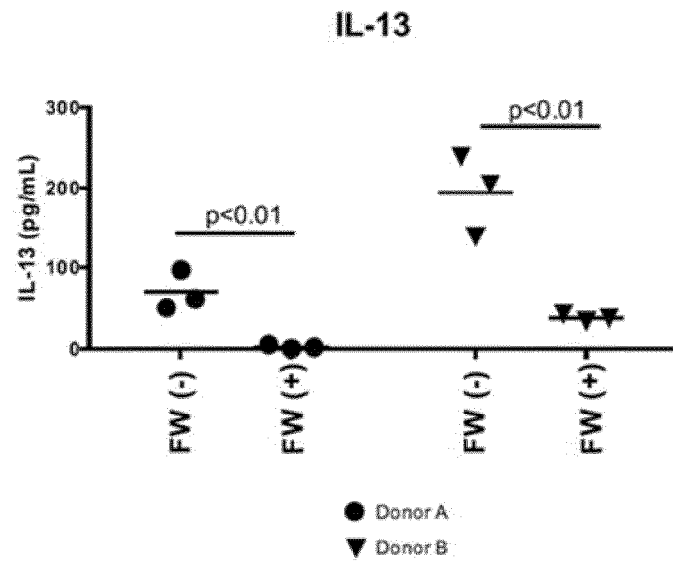 IL-13
300
p<0.01
200
p<0.01
100
0
IL-13 (pg/mL)
FW (-)
FW (+)
FW (-)
FW (+)
Donor A
Donor B